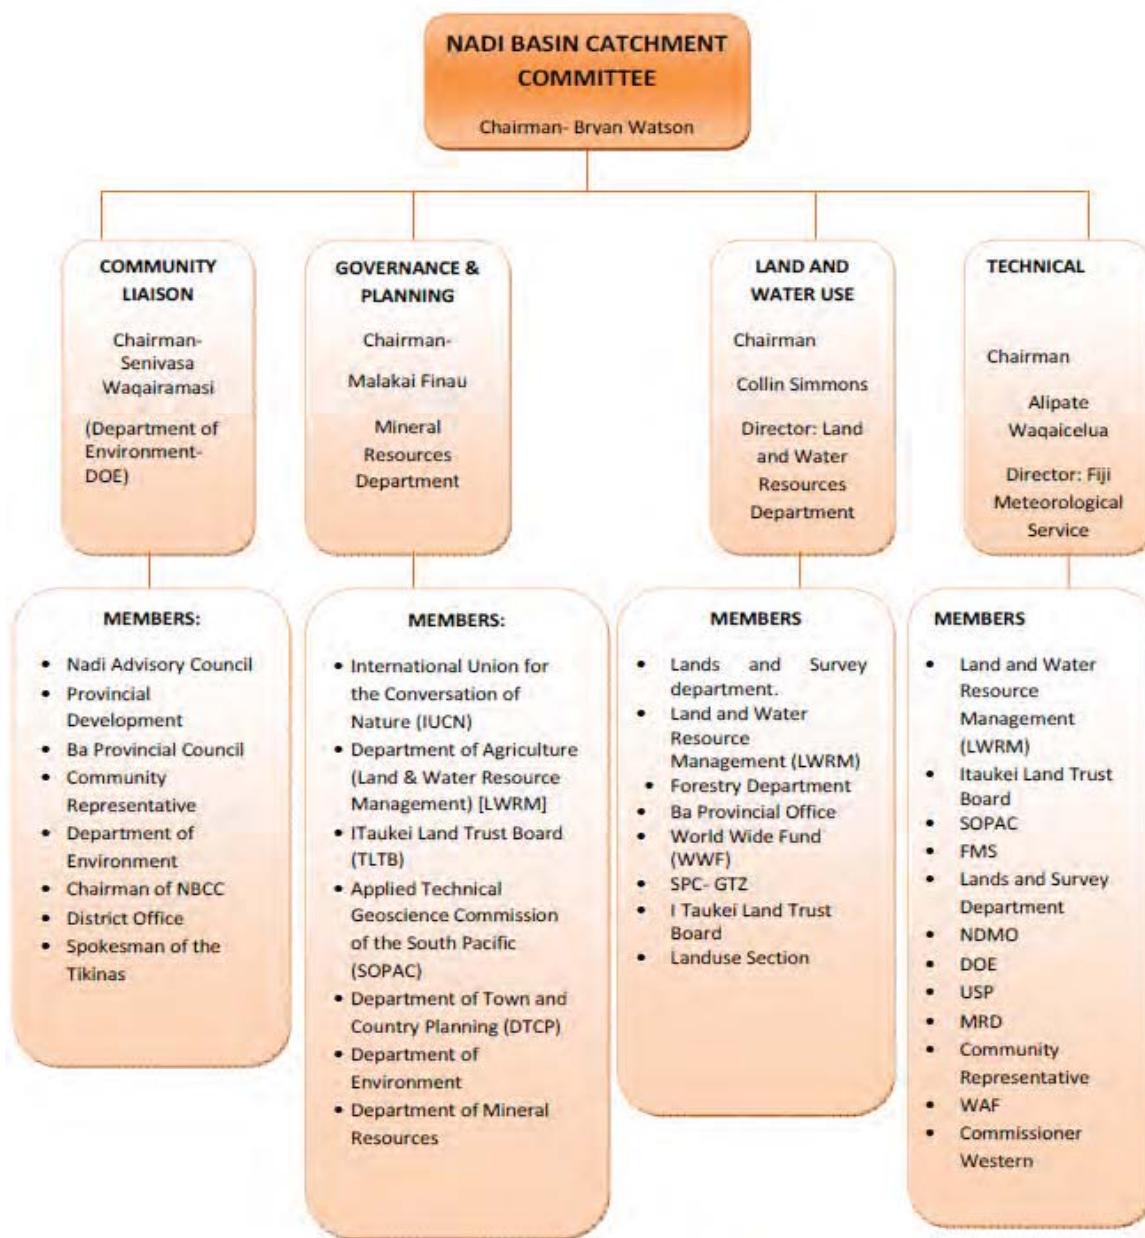 NADI BASIN CATCHMENT
COMMITTEE
Chairman- Bryan Watson
COMMUNITY
LIAISON
Chairman-
Senivasa
Waqairamasi
(Department of
Environment-
DOE)
GOVERNANCE &
PLANNING
Chairman-
Malakai Finau
Mineral
Resources
Department
LAND AND
WATER USE
Chairman
Collin Simmons
Director: Land
and Water
Resources
Department
TECHNICAL
Chairman
Alipate
Waqaicelua
Director: Fiji
Meteorological
Service
MEMBERS:
• Nadi Advisory Council
• Provincial
Development
• Ba Provincial Council
• Community
Representative
• Department of
Environment
• Chairman of NBCC
• District Office
• Spokesman of the
Tikinas
MEMBERS:
• International Union for
the Conversation of
Nature (IUCN)
• Department of Agriculture
(Land & Water Resource
Management) [LWRM]
• ITaukei Land Trust Board
(TLTB)
• Applied Technical
Geoscience Commission
of the South Pacific
(SOPAC)
• Department of Town and
Country Planning (DTCP)
• Department of
Environment
• Department of Mineral
Resources
MEMBERS
• Lands and Survey
department.
• Land and Water
Resource
Management (LWRM)
• Forestry Department
• Ba Provincial Office
• World Wide Fund
(WWF)
• SPC- GTZ
• I Taukei Land Trust
Board
• Landuse Section
MEMBERS
• Land and Water
Resource
Management
(LWRM)
• Itaukei Land Trust
Board
• SOPAC
• FMS
• Lands and Survey
Department
• NDMO
• DOE
• USP
• MRD
• Community
Representative
• WAF
• Commissioner
Western